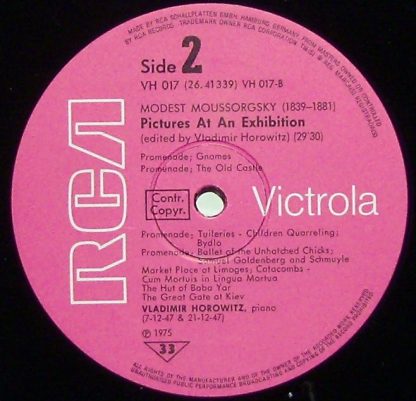 MADE BY RCA SCHALLPLATTEN GMBH HAMBURG GERMANY FROM MASTERS OWNED OR CONTROLLED
BY RCA RECORDS. TRADEMARK OWNER RCA CORPORATION, N.Y.
Side 2
VH 017 (26.41339) VH 017-B
MODEST MOUSSORGSKY (1839–1881)
Pictures At An Exhibition
(edited by Vladimir Horowitz) (29'30)
Promenade; Gnomes
Promenade; The Old Castle
Contr.
Copyr.
RCA
Victrola
Promenade; Tuileries - Children Quarreling;
Bydlo
Promenade; Ballet of the Unhatched Chicks;
Samuel Goldenberg and Schmuyle
Market Place at Limoges; Catacombs -
Cum Mortuis in Lingua Mortua
The Hut of Baba Yar
The Great Gate at Kiev
VLADIMIR HOROWITZ, piano
(7-12-47 & 21-12-47)
℗ 1975
33
ALL RIGHTS OF THE MANUFACTURER AND OF THE OWNER OF THE RECORDED WORK RESERVED
UNAUTHORISED PUBLIC PERFORMANCE BROADCASTING AND COPYING OF THE RECORD PROHIBITED